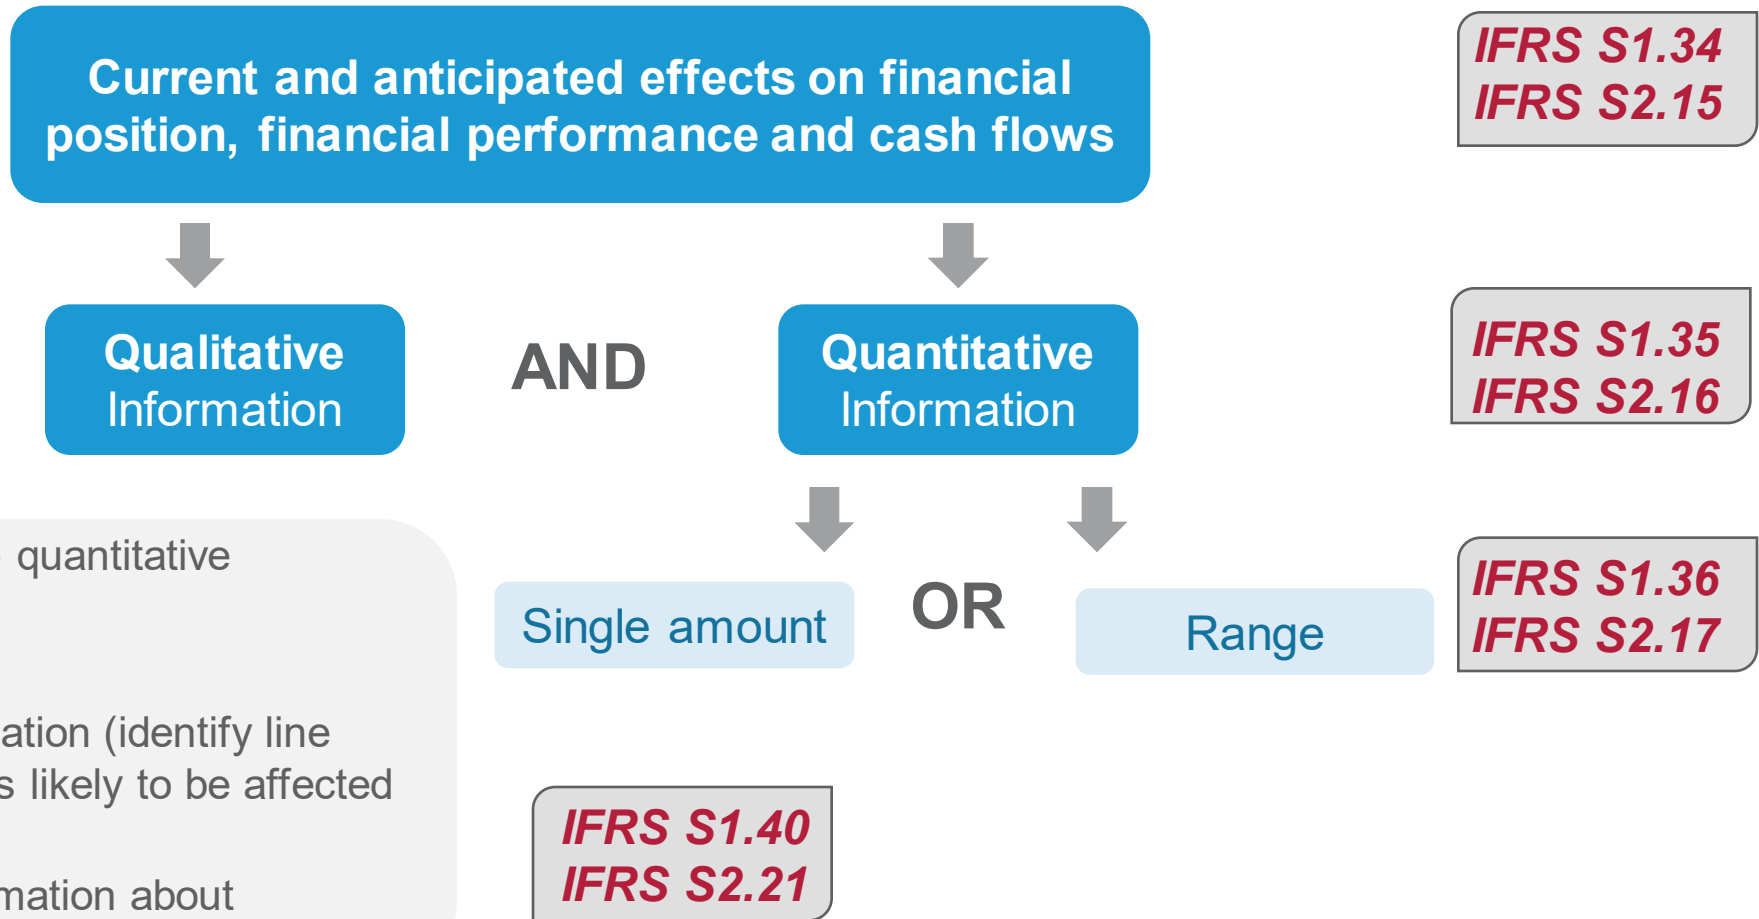 Current and anticipated effects on financial
position, financial performance and cash flows
IFRS S1.34
IFRS S2.15
Qualitative
Information
AND
Quantitative
Information
IFRS S1.35
IFRS S2.16
Single amount
OR
Range
IFRS S1.36
IFRS S2.17
quantitative
ation (identify line
s likely to be affected
mation about
IFRS S1.40
IFRS S2.21